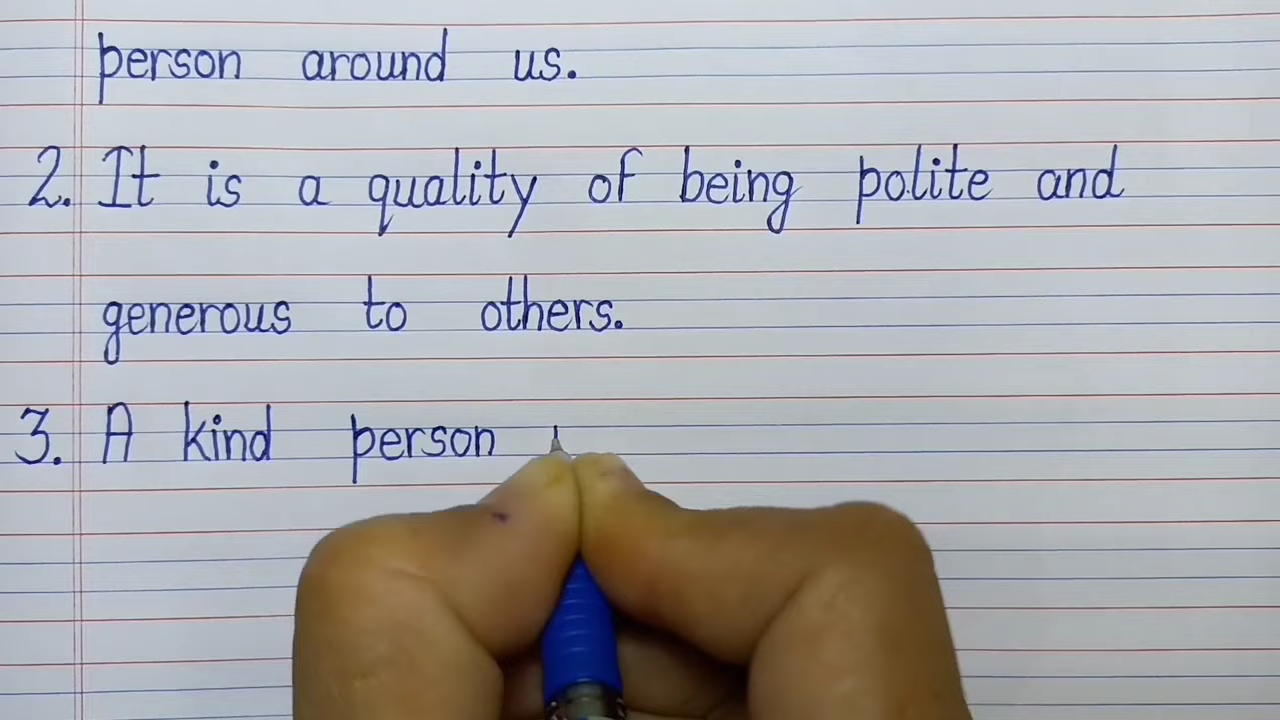 person around us.
2. It is a quality of being polite and
generous to others.
3. A kind person